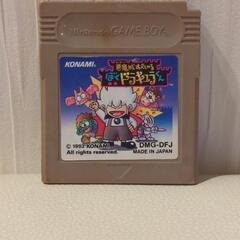 Nintendo GAME BOY
KONAMI
悪魔城すぺしゃる
ぼくドラキュラくん
© 1993 KONAMI
All rights reserved.
DMG-DFJ
MADE IN JAPAN